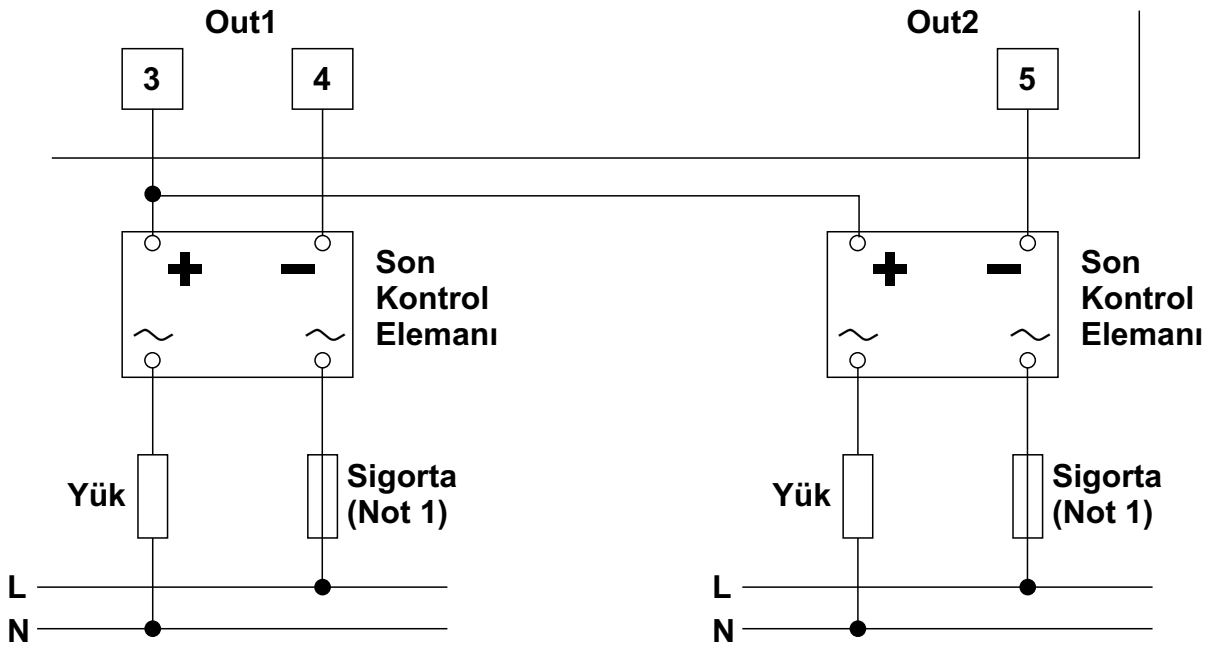 Out1
Out2
3
4
5
+
−
Son
Kontrol
Elemanı
~
~
+
−
Son
Kontrol
Elemanı
~
~
Yük
Sigorta
(Not 1)
Yük
Sigorta
(Not 1)
L
N
L
N